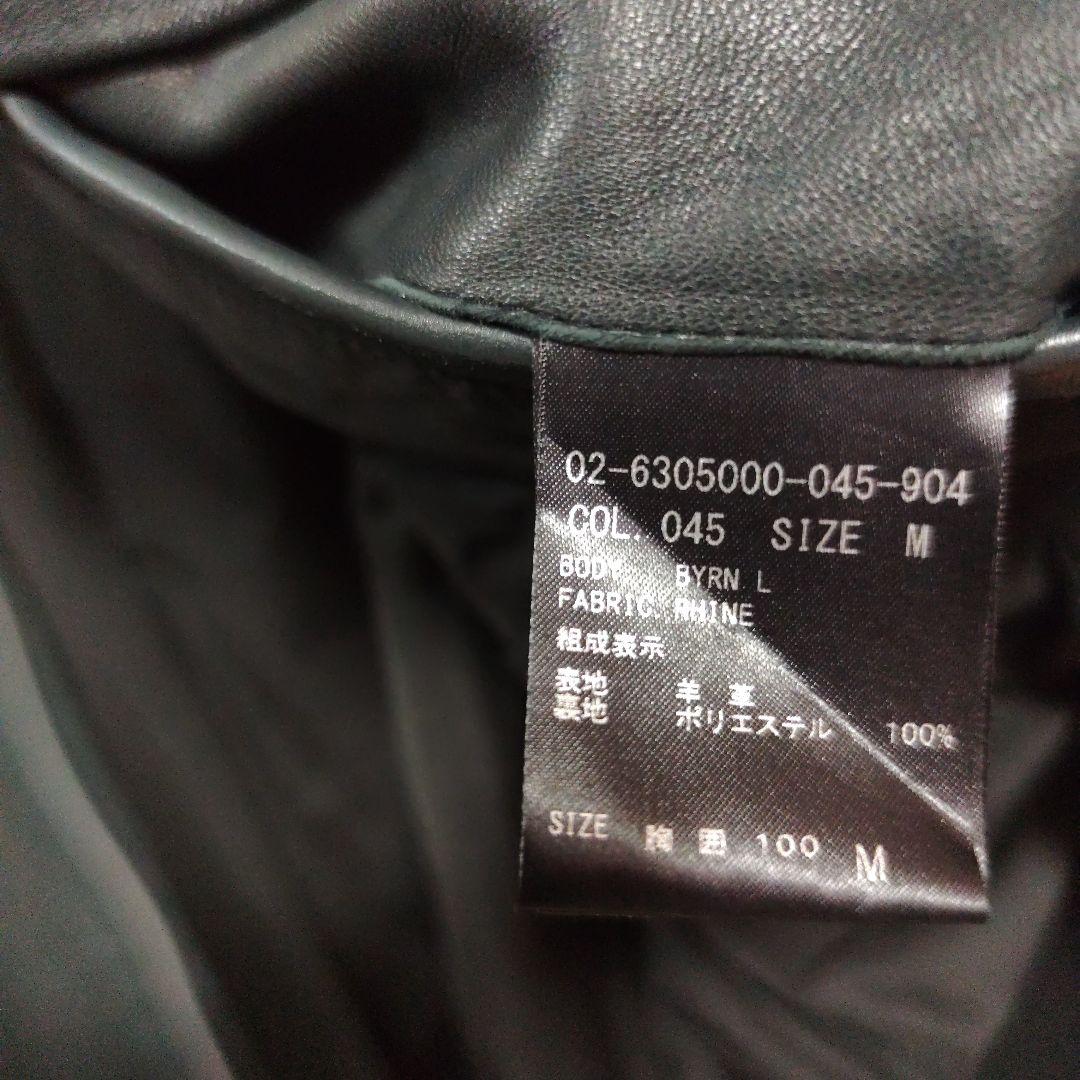 02-6305000-045-904
COL. 045 SIZE M
BODY BYRN L
FABRIC RHINE
組成表示
表地 羊革
裏地 ポリエステル 100%
SIZE 胸囲 100 M